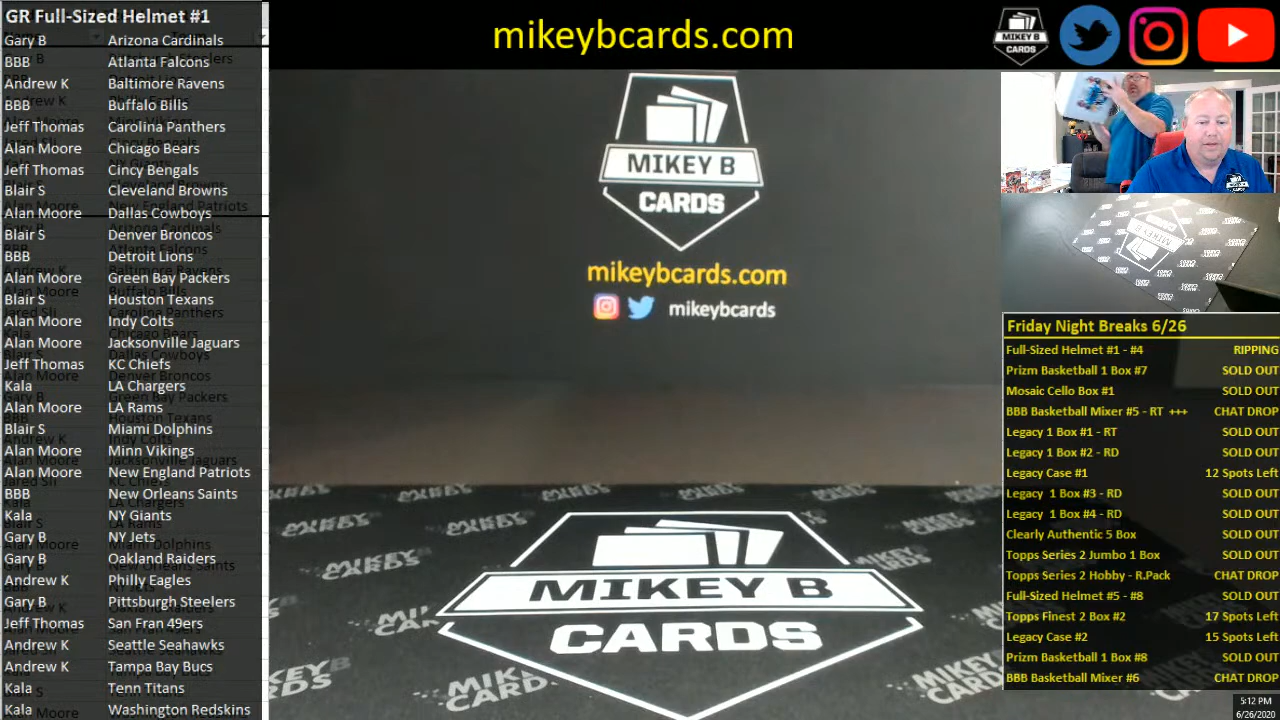 GR Full-Sized Helmet #1
Gary B Arizona Cardinals
BBB Atlanta Falcons
Andrew K Baltimore Ravens
BBB Buffalo Bills
Jeff Thomas Carolina Panthers
Alan Moore Chicago Bears
Jeff Thomas Cincy Bengals
Blair S Cleveland Browns
Alan Moore Dallas Cowboys
Blair S Denver Broncos
BBB Detroit Lions
Alan Moore Green Bay Packers
Blair S Houston Texans
Alan Moore Indy Colts
Alan Moore Jacksonville Jaguars
Jeff Thomas KC Chiefs
Kala LA Chargers
Alan Moore LA Rams
Blair S Miami Dolphins
Alan Moore Minn Vikings
Alan Moore New England Patriots
BBB New Orleans Saints
Kala NY Giants
Gary B NY Jets
Gary B Oakland Raiders
Andrew K Philly Eagles
Gary B Pittsburgh Steelers
Jeff Thomas San Fran 49ers
Andrew K Seattle Seahawks
Andrew K Tampa Bay Bucs
Kala Tenn Titans
Kala Washington Redskins
mikeybcards.com
MIKEY B
CARDS
MIKEY B
CARDS
mikeybcards.com
mikeybcards
MIKEY B
CARDS
Friday Night Breaks 6/26
Full-Sized Helmet #1 - #4 RIPPING
Prizm Basketball 1 Box #7 SOLD OUT
Mosaic Cello Box #1 SOLD OUT
BBB Basketball Mixer #5 - RT +++ CHAT DROP
Legacy 1 Box #1 - RT SOLD OUT
Legacy 1 Box #2 - RD SOLD OUT
Legacy Case #1 12 Spots Left
Legacy 1 Box #3 - RD SOLD OUT
Legacy 1 Box #4 - RD SOLD OUT
Clearly Authentic 5 Box SOLD OUT
Topps Series 2 Jumbo 1 Box SOLD OUT
Topps Series 2 Hobby - R.Pack CHAT DROP
Full-Sized Helmet #5 - #8 SOLD OUT
Topps Finest 2 Box #2 17 Spots Left
Legacy Case #2 15 Spots Left
Prizm Basketball 1 Box #8 SOLD OUT
BBB Basketball Mixer #6 CHAT DROP
5:12 PM
6/26/2020